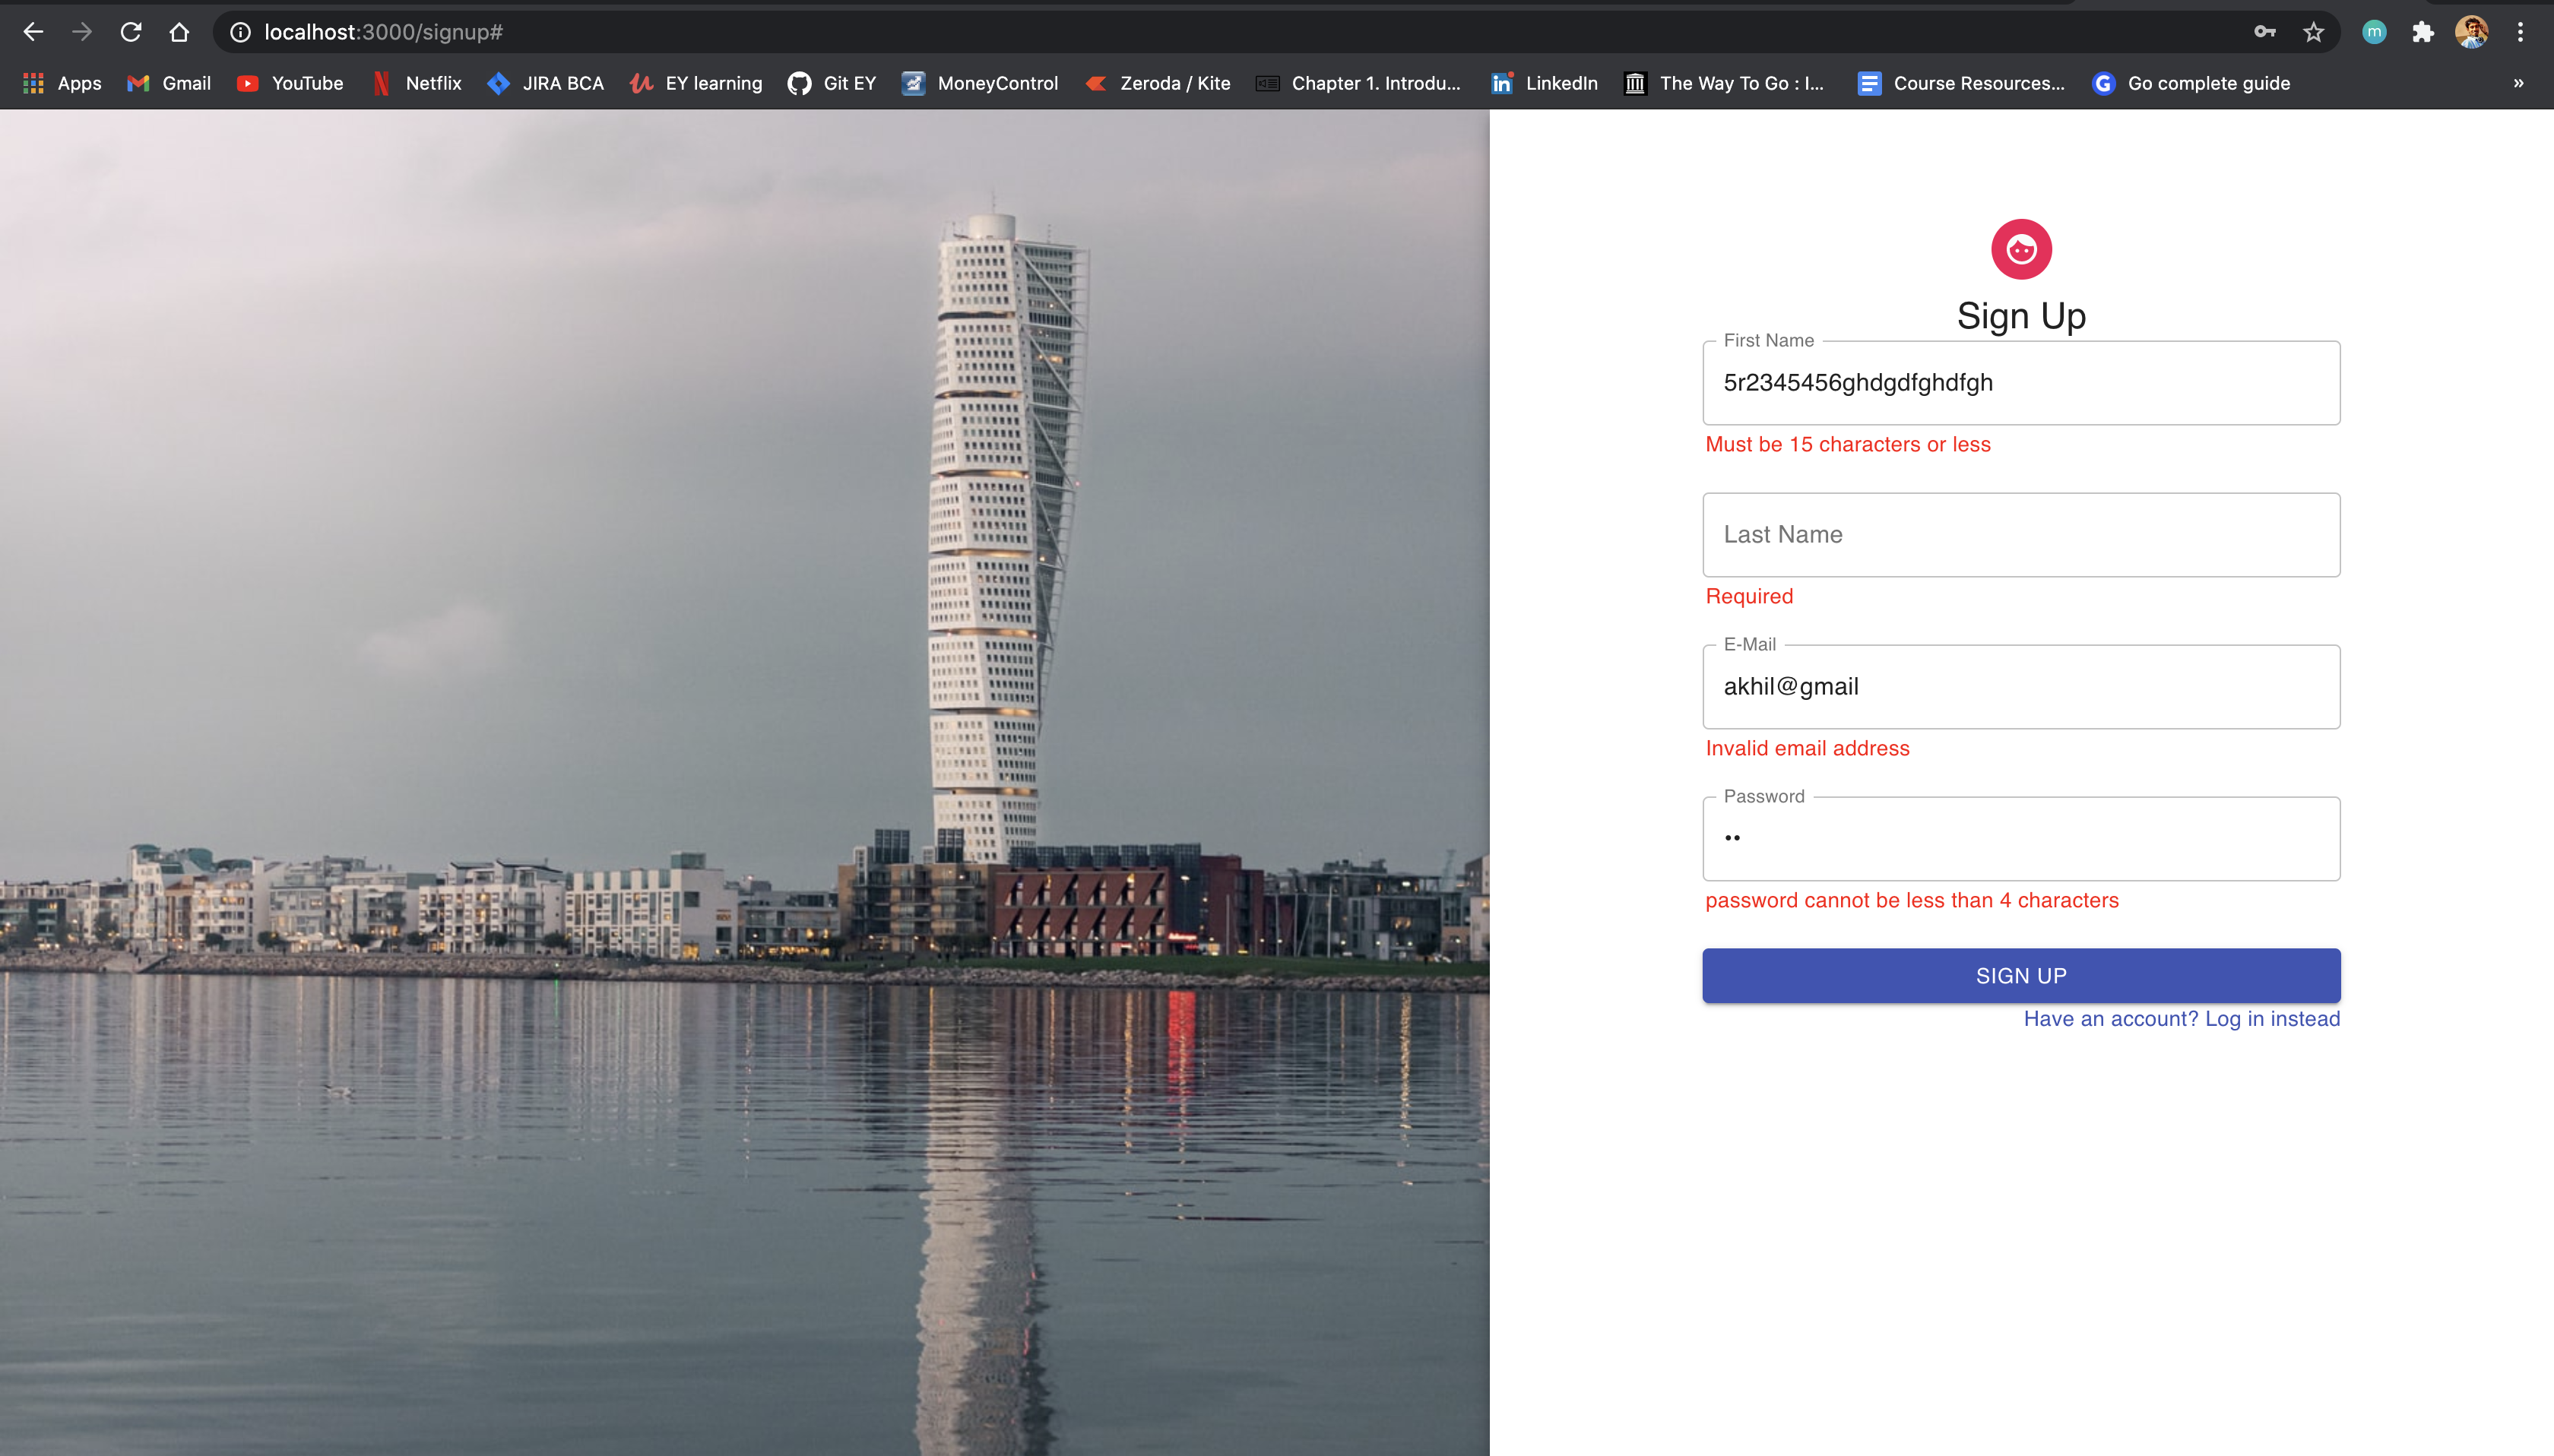 localhost:3000/signup#
m
Apps Gmail YouTube Netflix JIRA BCA EY learning Git EY MoneyControl Zeroda / Kite Chapter 1. Introdu... LinkedIn The Way To Go : I... Course Resources... Go complete guide »
Sign Up
First Name
5r2345456ghdgdfghdfgh
Must be 15 characters or less
Last Name
Required
E-Mail
akhil@gmail
Invalid email address
Password
••
password cannot be less than 4 characters
SIGN UP
Have an account? Log in instead